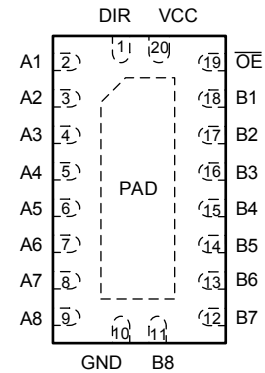 DIR VCC
1 20
A1 2 19 O̅E̅
A2 3 18 B1
A3 4 17 B2
A4 5 16 B3
PAD
A5 6 15 B4
A6 7 14 B5
A7 8 13 B6
A8 9 12 B7
10 11
GND B8